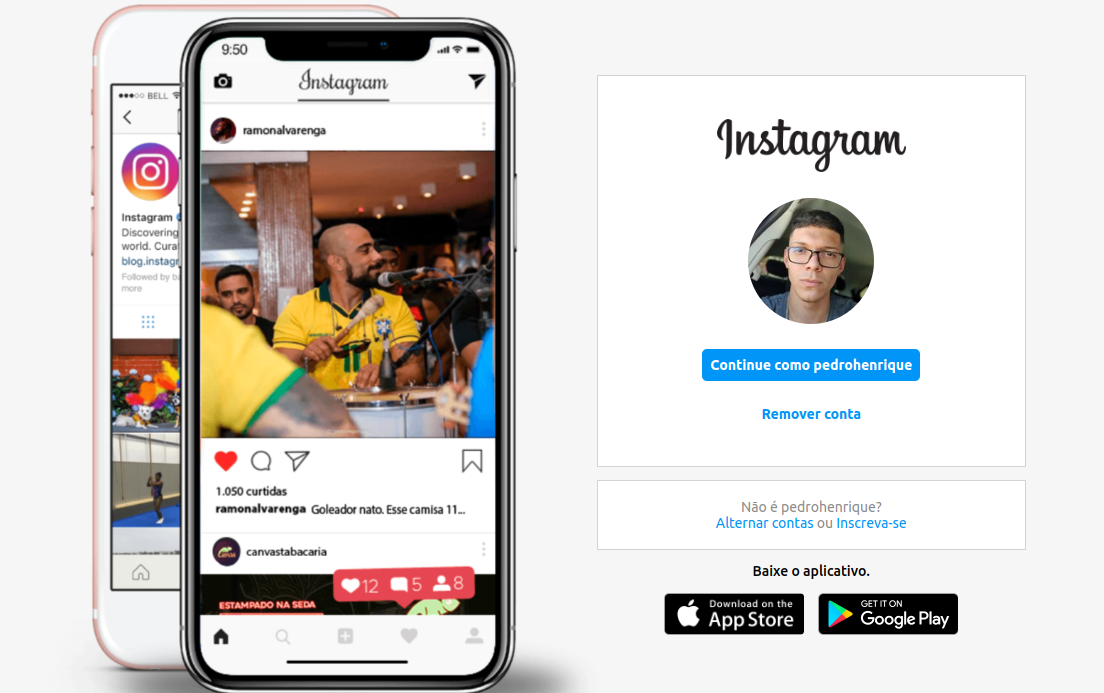 BELL
Instagram
Discovering
world.
blog.instagr
Followed by
more
9:50
Instagram
ramonalvarenga
1.050 curtidas
ramonalvarenga Goleador nato. Esse camisa 11...
canvastabacaria
12 5 8
ESTAMPADO NA SEDA
Instagram
Continue como pedrohenrique
Remover conta
Não é pedrohenrique?
Alternar contas ou Inscreva-se
Baixe o aplicativo.
Download on the
App Store
GET IT ON
Google Play